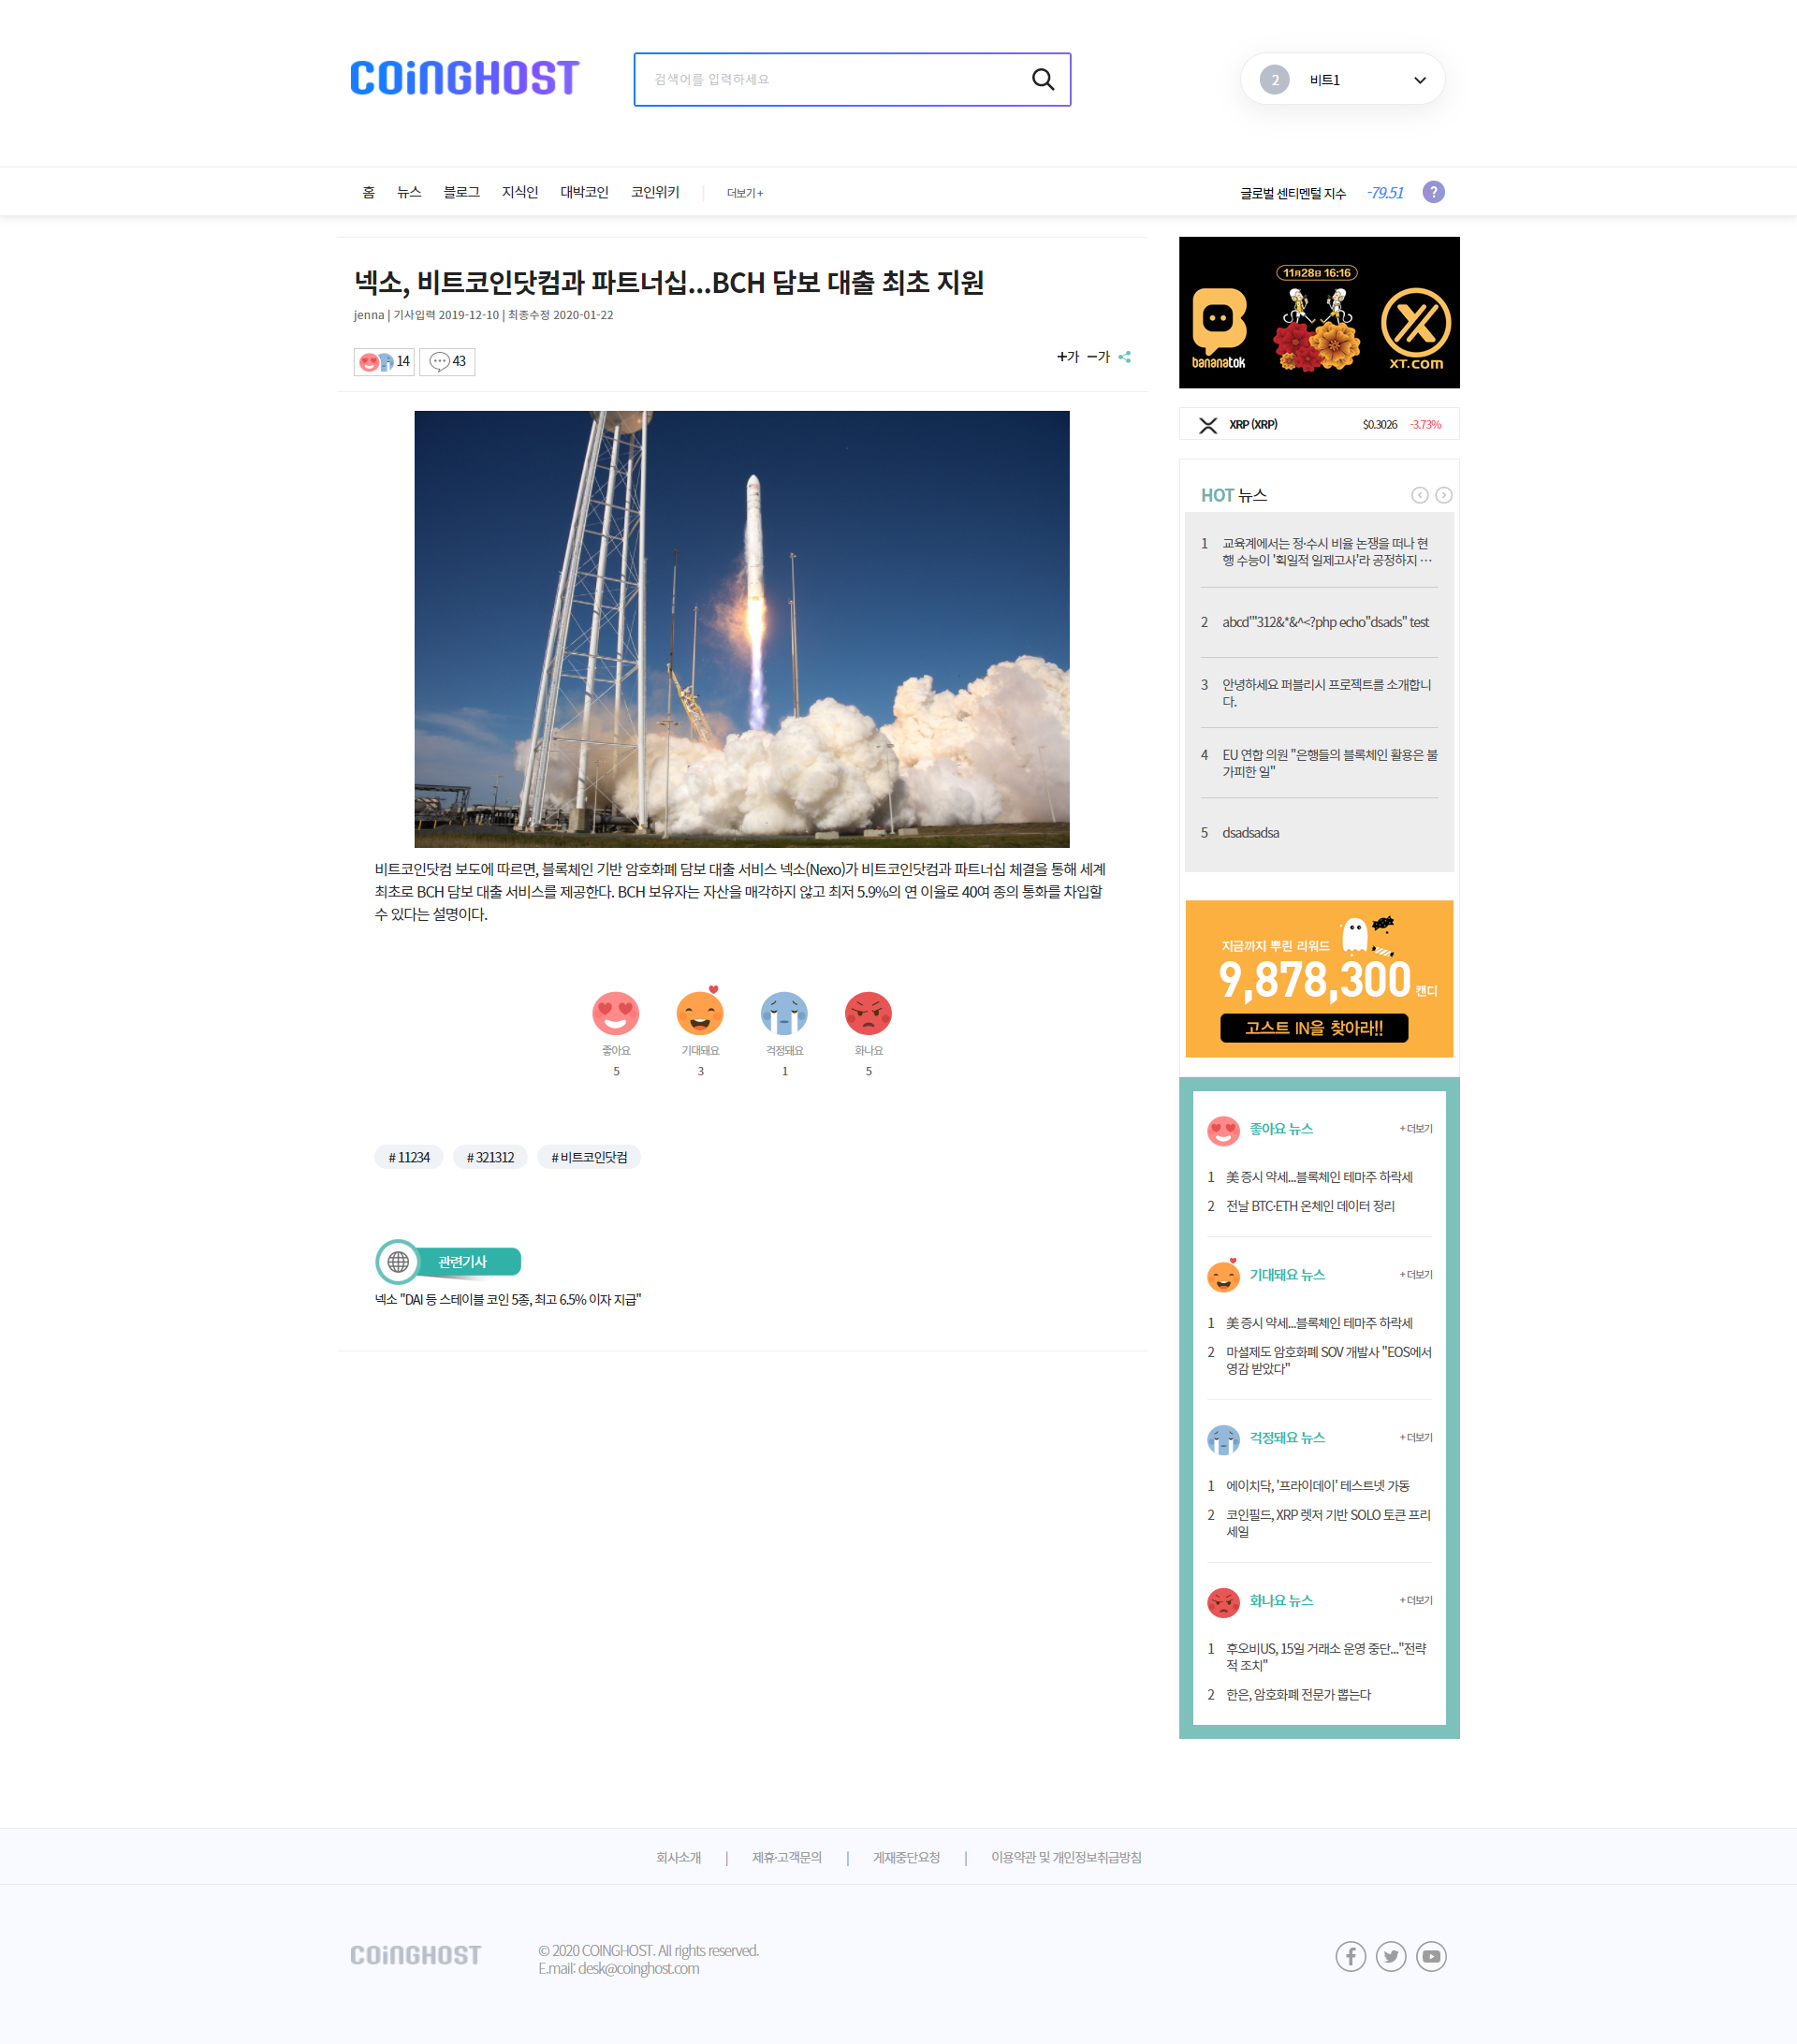 COiNGHOST
검색어를 입력하세요
2 비트1
홈 뉴스 블로그 지식인 대박코인 코인위키 | 더보기 +
글로벌 센티멘털 지수 -79.51 ?
넥소, 비트코인닷컴과 파트너십...BCH 담보 대출 최초 지원
jenna | 기사입력 2019-12-10 | 최종수정 2020-01-22
14 43
+가 −가
비트코인닷컴 보도에 따르면, 블록체인 기반 암호화폐 담보 대출 서비스 넥소(Nexo)가 비트코인닷컴과 파트너십 체결을 통해 세계
최초로 BCH 담보 대출 서비스를 제공한다. BCH 보유자는 자산을 매각하지 않고 최저 5.9%의 연 이율로 40여 종의 통화를 차입할
수 있다는 설명이다.
좋아요 기대돼요 걱정돼요 화나요
5 3 1 5
# 11234 # 321312 # 비트코인닷컴
관련기사
넥소 "DAI 등 스테이블 코인 5종, 최고 6.5% 이자 지급"
11月28日 16:16
bananatok
XT.COM
XRP (XRP) $0.3026 -3.73%
HOT 뉴스
1 교육계에서는 정·수시 비율 논쟁을 떠나 현
행 수능이 '획일적 일제고사'라 공정하지 …
2 abcd'"312&*&^<?php echo"dsads" test
3 안녕하세요 퍼블리시 프로젝트를 소개합니
다.
4 EU 연합 의원 "은행들의 블록체인 활용은 불
가피한 일"
5 dsadsadsa
지금까지 뿌린 리워드
9,878,300 캔디
고스트 IN을 찾아라!!
좋아요 뉴스 + 더보기
1 美 증시 약세...블록체인 테마주 하락세
2 전날 BTC·ETH 온체인 데이터 정리
기대돼요 뉴스 + 더보기
1 美 증시 약세...블록체인 테마주 하락세
2 마셜제도 암호화폐 SOV 개발사 "EOS에서
영감 받았다"
걱정돼요 뉴스 + 더보기
1 에이치닥, '프라이데이' 테스트넷 가동
2 코인필드, XRP 렛저 기반 SOLO 토큰 프리
세일
화나요 뉴스 + 더보기
1 후오비US, 15일 거래소 운영 중단..."전략
적 조치"
2 한은, 암호화폐 전문가 뽑는다
회사소개 | 제휴·고객문의 | 게재중단요청 | 이용약관 및 개인정보취급방침
COiNGHOST
© 2020 COINGHOST. All rights reserved.
E.mail: desk@coinghost.com